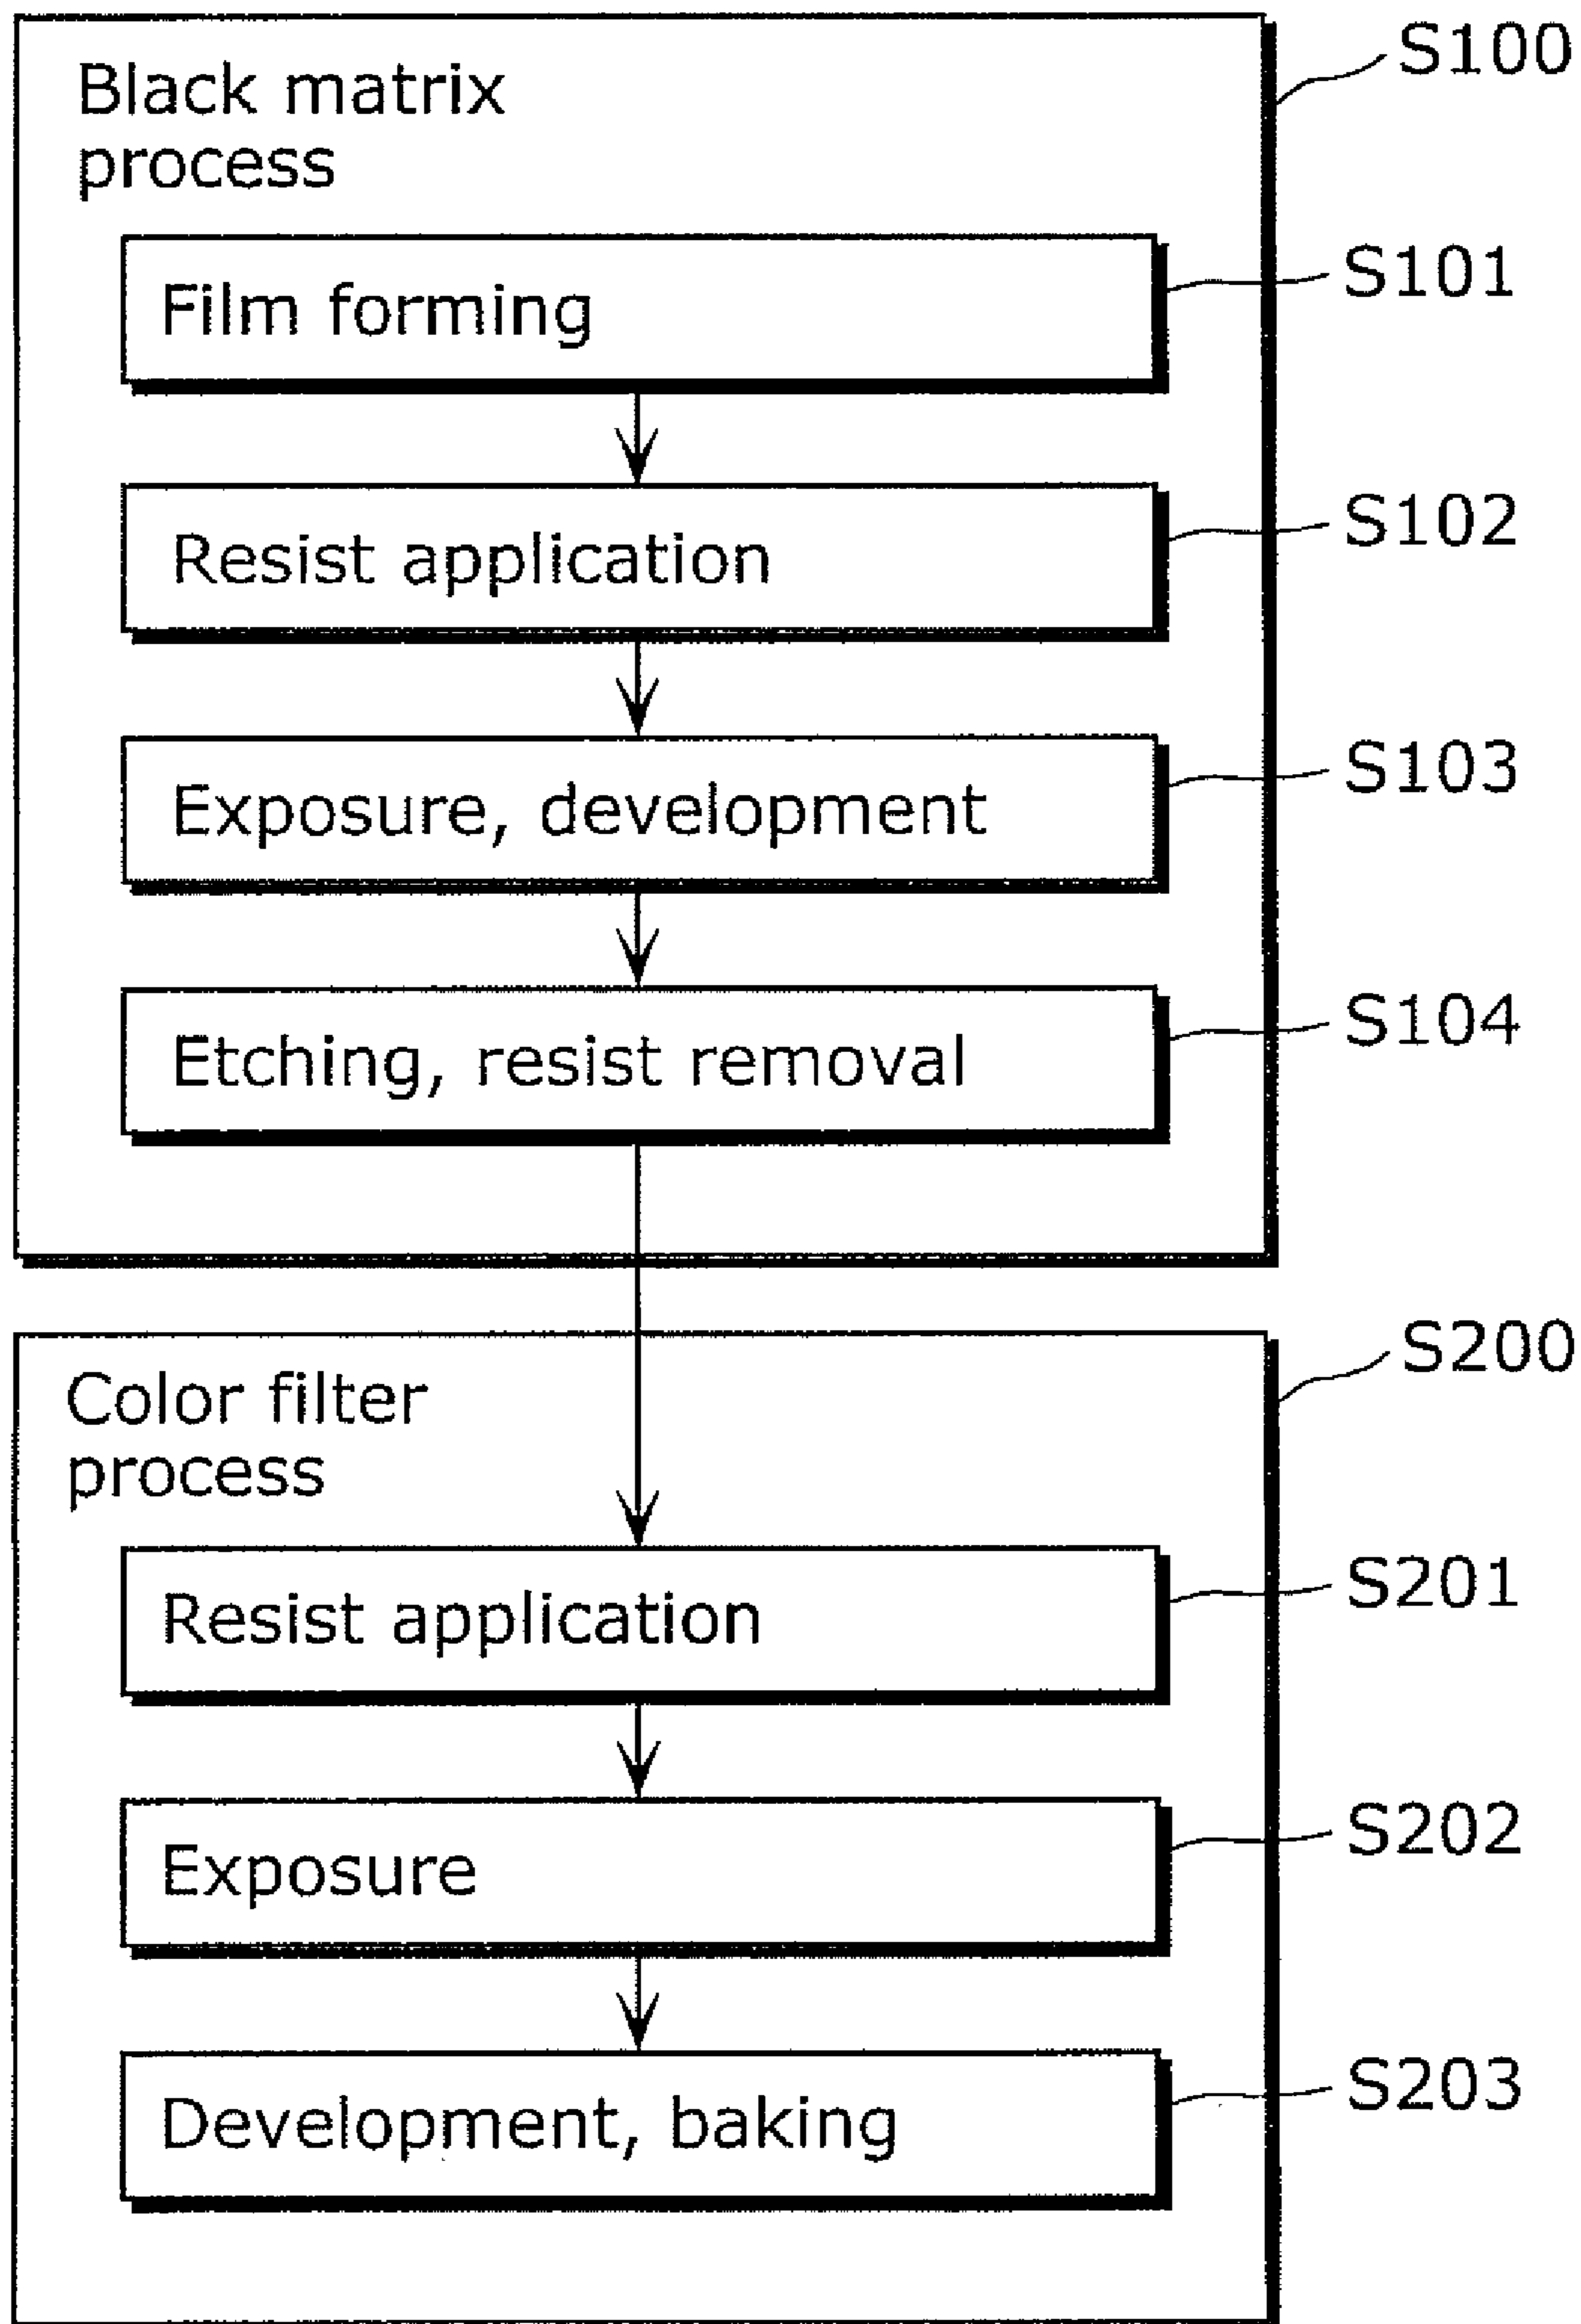 S100
Black matrix
process
Film forming
S101
Resist application
S102
Exposure, development
S103
Etching, resist removal
S104
S200
Color filter
process
Resist application
S201
Exposure
S202
Development, baking
S203